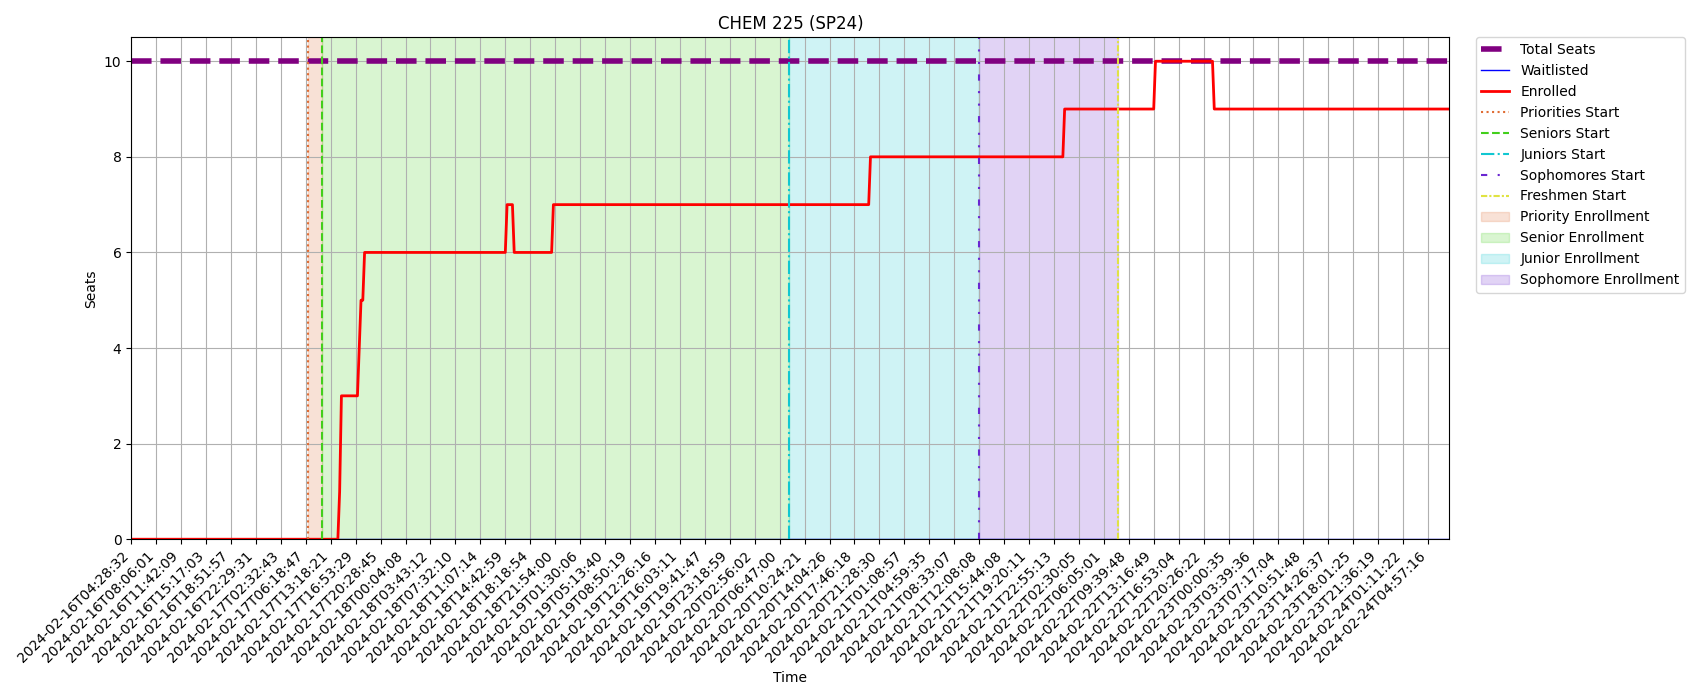 CHEM 225 (SP24)
Seats
10
8
6
4
2
0
2024-02-16T04:28:32
2024-02-16T08:06:01
2024-02-16T11:42:09
2024-02-16T15:17:03
2024-02-16T18:51:57
2024-02-16T22:29:31
2024-02-17T02:32:43
2024-02-17T06:18:47
2024-02-17T13:18:21
2024-02-17T16:53:29
2024-02-17T20:28:45
2024-02-18T00:04:08
2024-02-18T03:43:12
2024-02-18T07:32:10
2024-02-18T11:07:14
2024-02-18T14:42:59
2024-02-18T18:18:54
2024-02-18T21:54:00
2024-02-19T01:30:06
2024-02-19T05:13:40
2024-02-19T08:50:19
2024-02-19T12:26:16
2024-02-19T16:03:11
2024-02-19T19:41:47
2024-02-19T23:18:59
2024-02-20T02:56:02
2024-02-20T06:47:00
2024-02-20T10:24:21
2024-02-20T14:04:26
2024-02-20T17:46:18
2024-02-20T21:28:30
2024-02-21T01:08:57
2024-02-21T04:59:35
2024-02-21T08:33:07
2024-02-21T12:08:08
2024-02-21T15:44:08
2024-02-21T19:20:11
2024-02-21T22:55:13
2024-02-22T02:30:05
2024-02-22T06:05:01
2024-02-22T09:39:48
2024-02-22T13:16:49
2024-02-22T16:53:04
2024-02-22T20:26:22
2024-02-23T00:00:35
2024-02-23T03:39:36
2024-02-23T07:17:04
2024-02-23T10:51:48
2024-02-23T14:26:37
2024-02-23T18:01:25
2024-02-23T21:36:19
2024-02-24T01:11:22
2024-02-24T04:57:16
Time
Total Seats
Waitlisted
Enrolled
Priorities Start
Seniors Start
Juniors Start
Sophomores Start
Freshmen Start
Priority Enrollment
Senior Enrollment
Junior Enrollment
Sophomore Enrollment